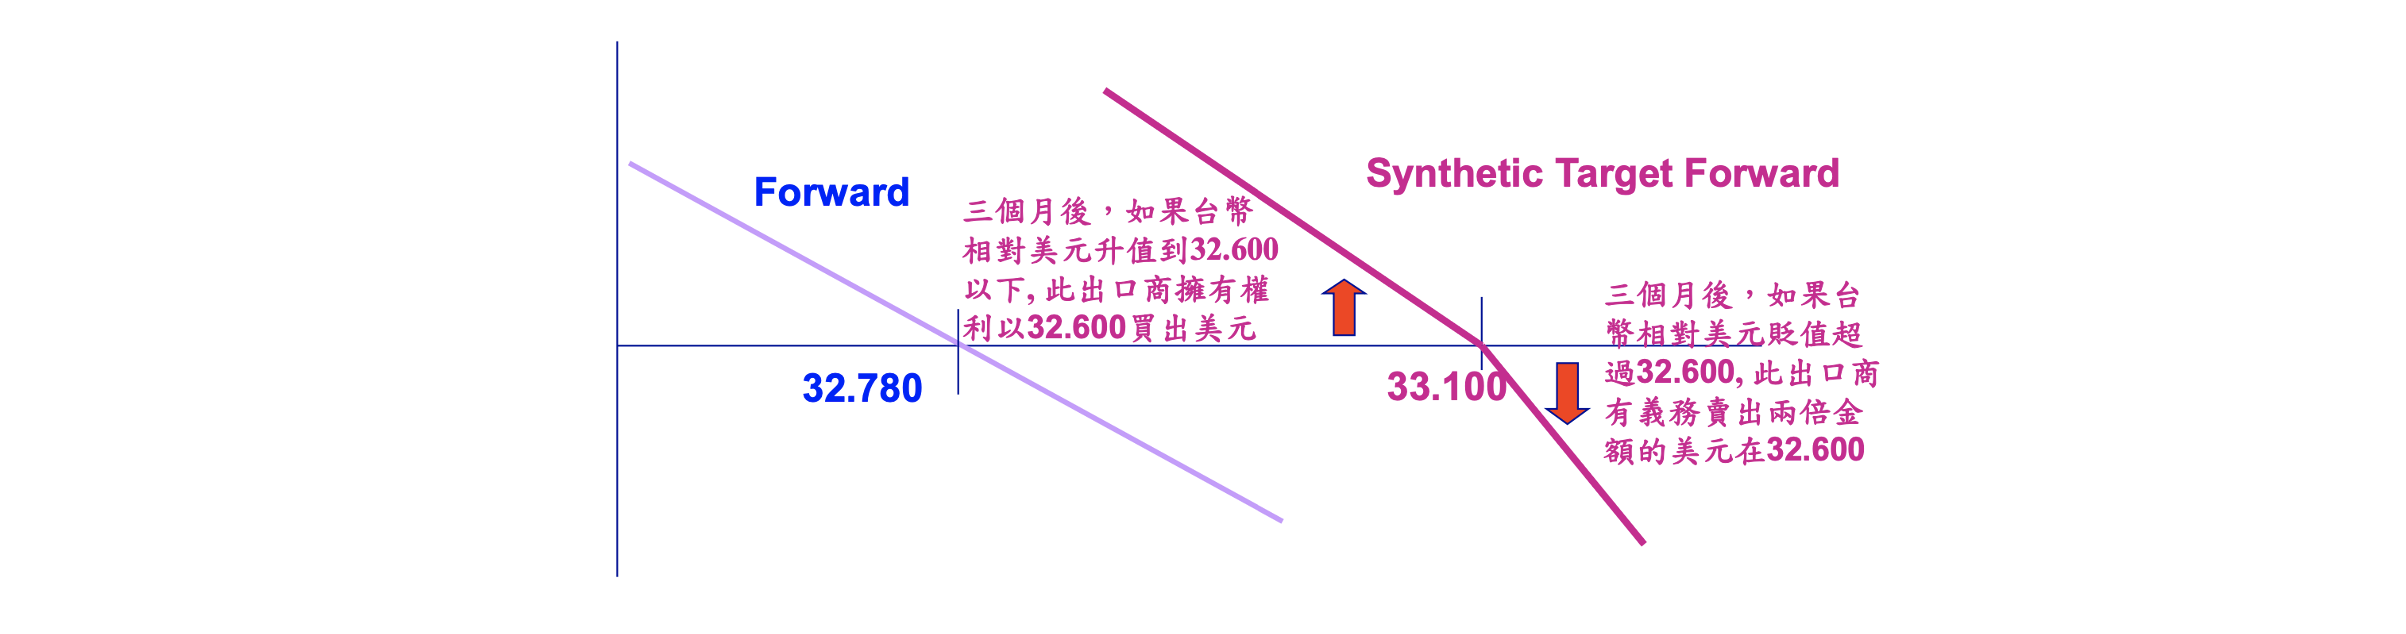 Forward
三個月後，如果台幣
相對美元升值到32.600
以下, 此出口商擁有權
利以32.600買出美元
32.780
Synthetic Target Forward
33.100
三個月後，如果台
幣相對美元貶值超
過32.600, 此出口商
有義務賣出兩倍金
額的美元在32.600